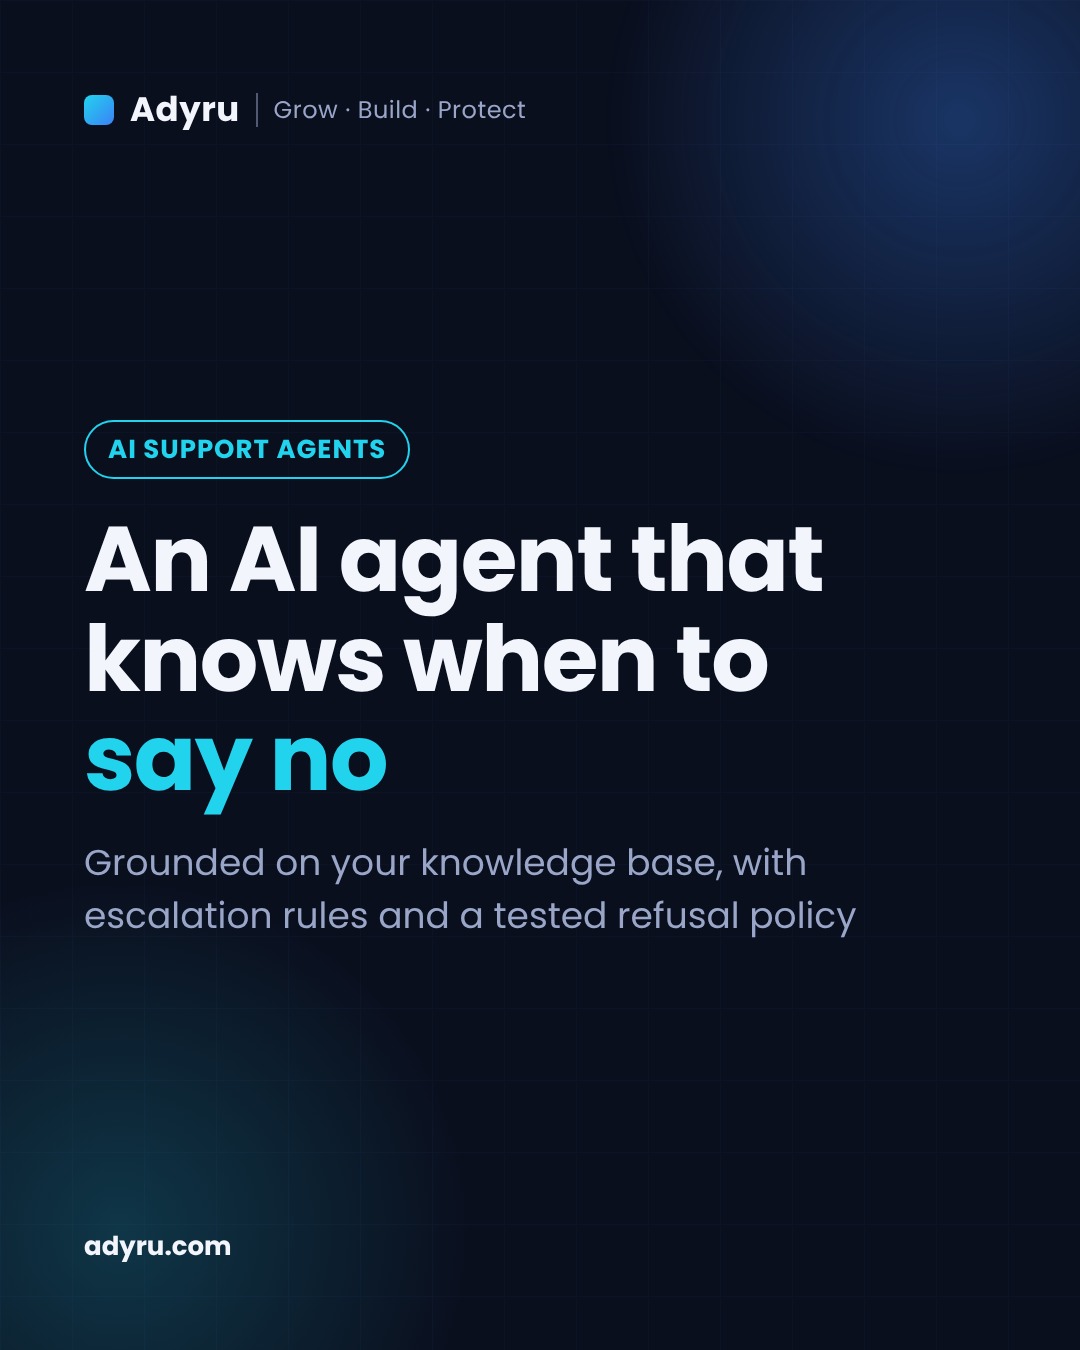 Adyru | Grow · Build · Protect
AI SUPPORT AGENTS
An AI agent that
knows when to
say no
Grounded on your knowledge base, with
escalation rules and a tested refusal policy
adyru.com